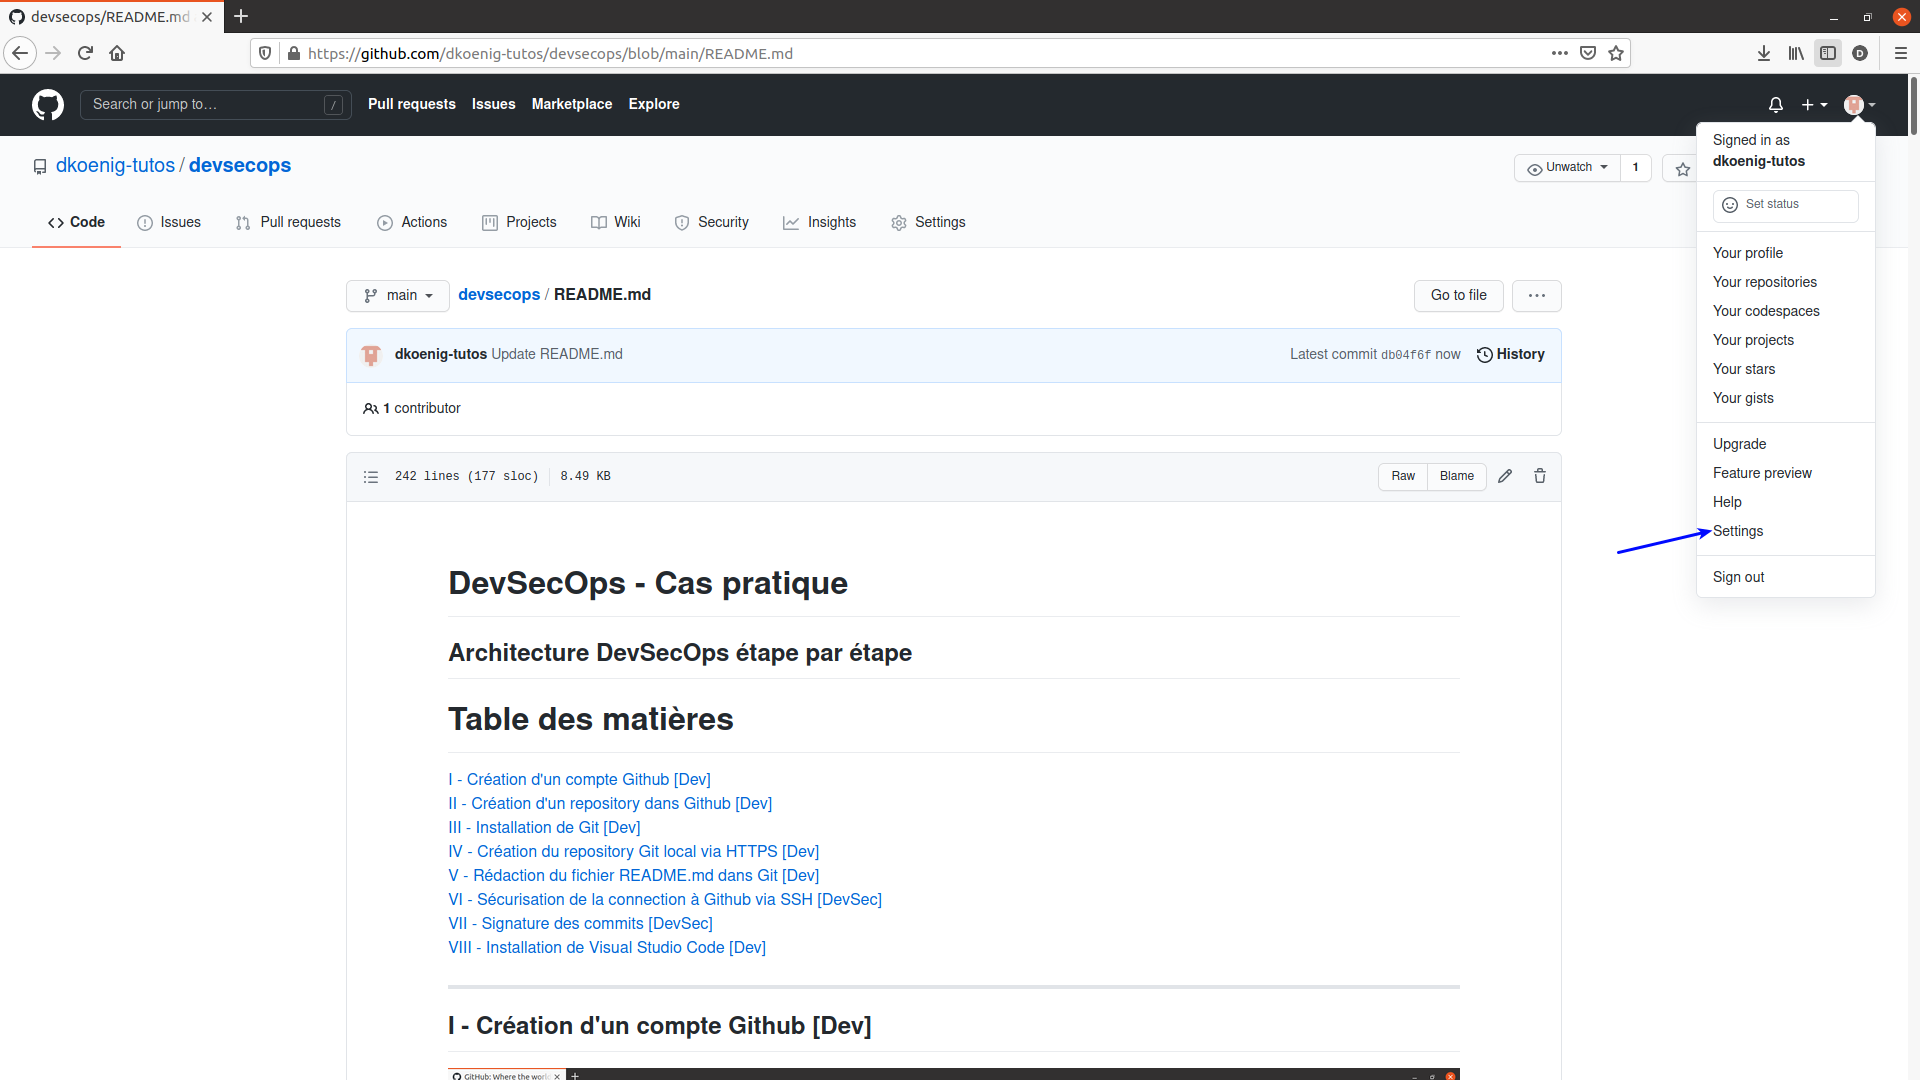 devsecops/README.md
https://github.com/dkoenig-tutos/devsecops/blob/main/README.md
D
Search or jump to…
/
Pull requests
Issues
Marketplace
Explore
dkoenig-tutos / devsecops
Unwatch
1
Code
Issues
Pull requests
Actions
Projects
Wiki
Security
Insights
Settings
Signed in as
dkoenig-tutos
Set status
Your profile
Your repositories
Your codespaces
Your projects
Your stars
Your gists
Upgrade
Feature preview
Help
Settings
Sign out
main
devsecops / README.md
Go to file
dkoenig-tutos Update README.md
Latest commit db04f6f now
History
1 contributor
242 lines (177 sloc)
8.49 KB
Raw
Blame
DevSecOps - Cas pratique
Architecture DevSecOps étape par étape
Table des matières
I - Création d'un compte Github [Dev]
II - Création d'un repository dans Github [Dev]
III - Installation de Git [Dev]
IV - Création du repository Git local via HTTPS [Dev]
V - Rédaction du fichier README.md dans Git [Dev]
VI - Sécurisation de la connection à Github via SSH [DevSec]
VII - Signature des commits [DevSec]
VIII - Installation de Visual Studio Code [Dev]
I - Création d'un compte Github [Dev]
GitHub: Where the world